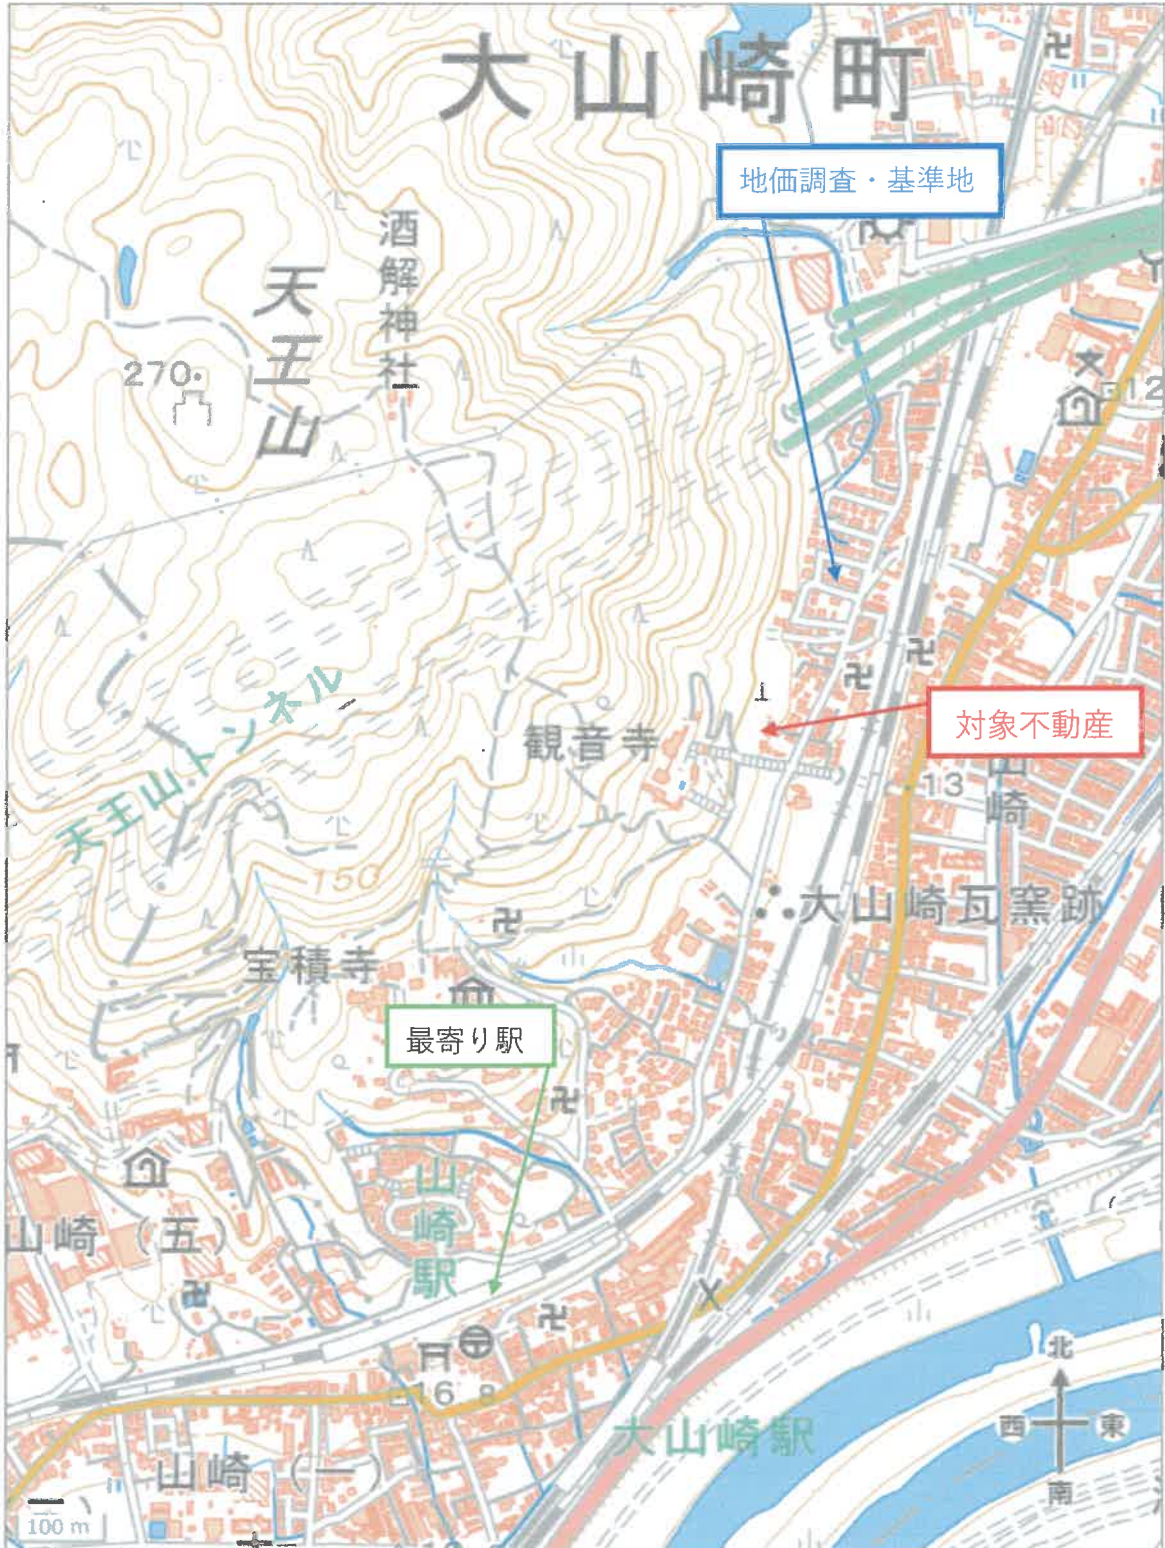 大山崎町
地価調査・基準地
酒解神社
天王山
270
12
天王山トンネル
観音寺
対象不動産
山崎
13
150
大山崎瓦窯跡
宝積寺
最寄り駅
山崎駅
山崎(五)
16.8
大山崎駅
山崎(一)
北
西 東
南
100 m